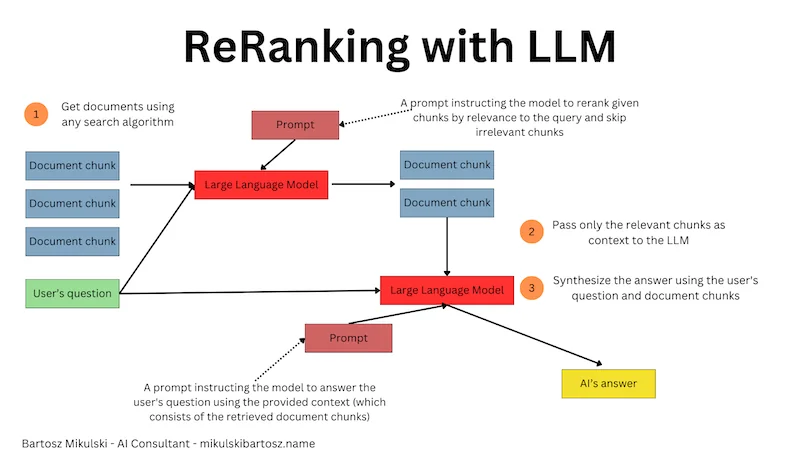 ReRanking with LLM
1
Get documents using
any search algorithm
Prompt
A prompt instructing the model to rerank given
chunks by relevance to the query and skip
irrelevant chunks
Document chunk
Document chunk
Document chunk
Large Language Model
Document chunk
Document chunk
2
Pass only the relevant chunks as
context to the LLM
User's question
Large Language Model
3
Synthesize the answer using the user's
question and document chunks
Prompt
A prompt instructing the model to answer the
user's question using the provided context (which
consists of the retrieved document chunks)
AI's answer
Bartosz Mikulski - AI Consultant - mikulskibartosz.name